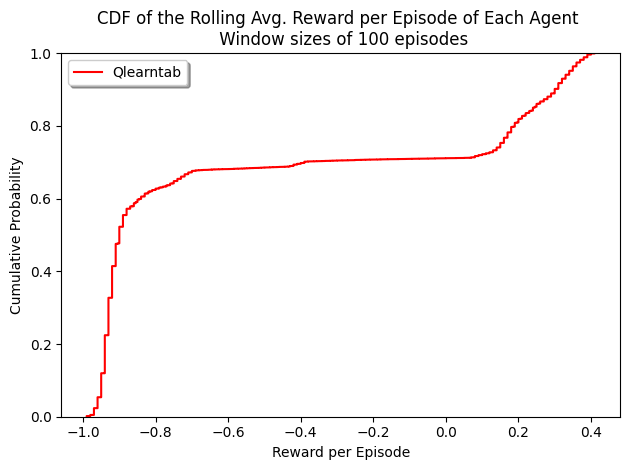 CDF of the Rolling Avg. Reward per Episode of Each Agent
Window sizes of 100 episodes
Qlearntab
1.0
0.8
0.6
0.4
0.2
0.0
Cumulative Probability
−1.0 −0.8 −0.6 −0.4 −0.2 0.0 0.2 0.4
Reward per Episode